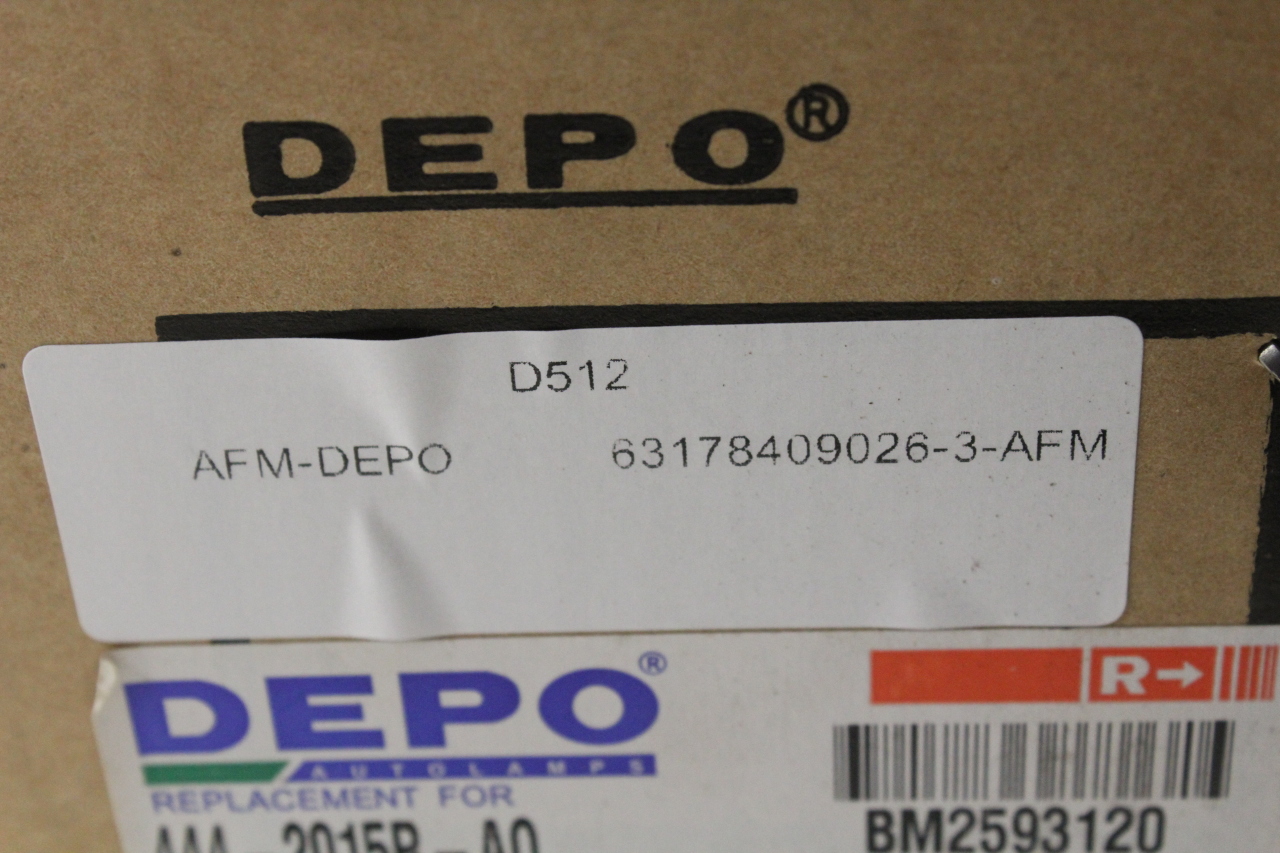 DEPO®
D512
AFM-DEPO 63178409026-3-AFM
DEPO®
AUTOLAMPS
REPLACEMENT FOR
R→
BM2593120